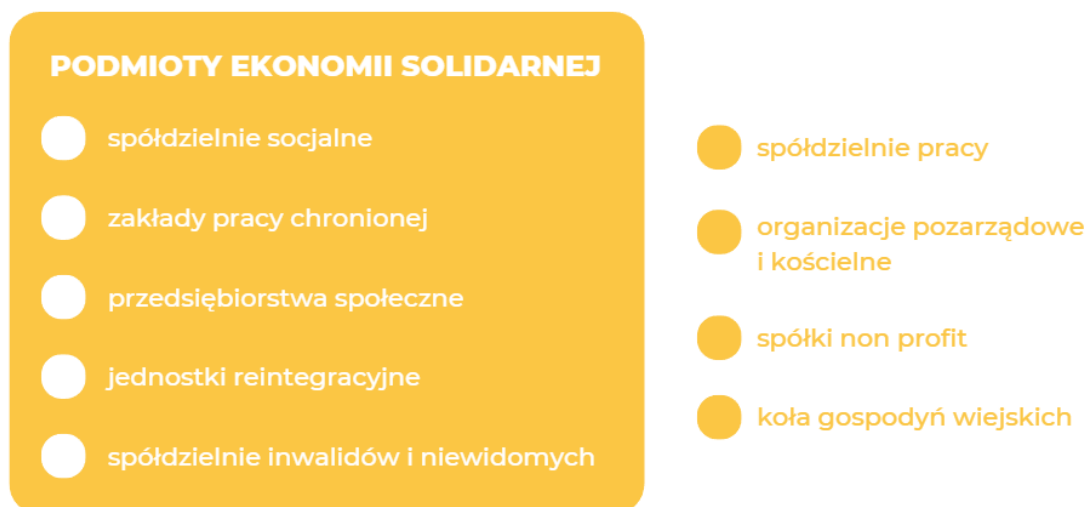 PODMIOTY EKONOMII SOLIDARNEJ
spółdzielnie socjalne
zakłady pracy chronionej
przedsiębiorstwa społeczne
jednostki reintegracyjne
spółdzielnie inwalidów i niewidomych
spółdzielnie pracy
organizacje pozarządowe
i kościelne
spółki non profit
koła gospodyń wiejskich